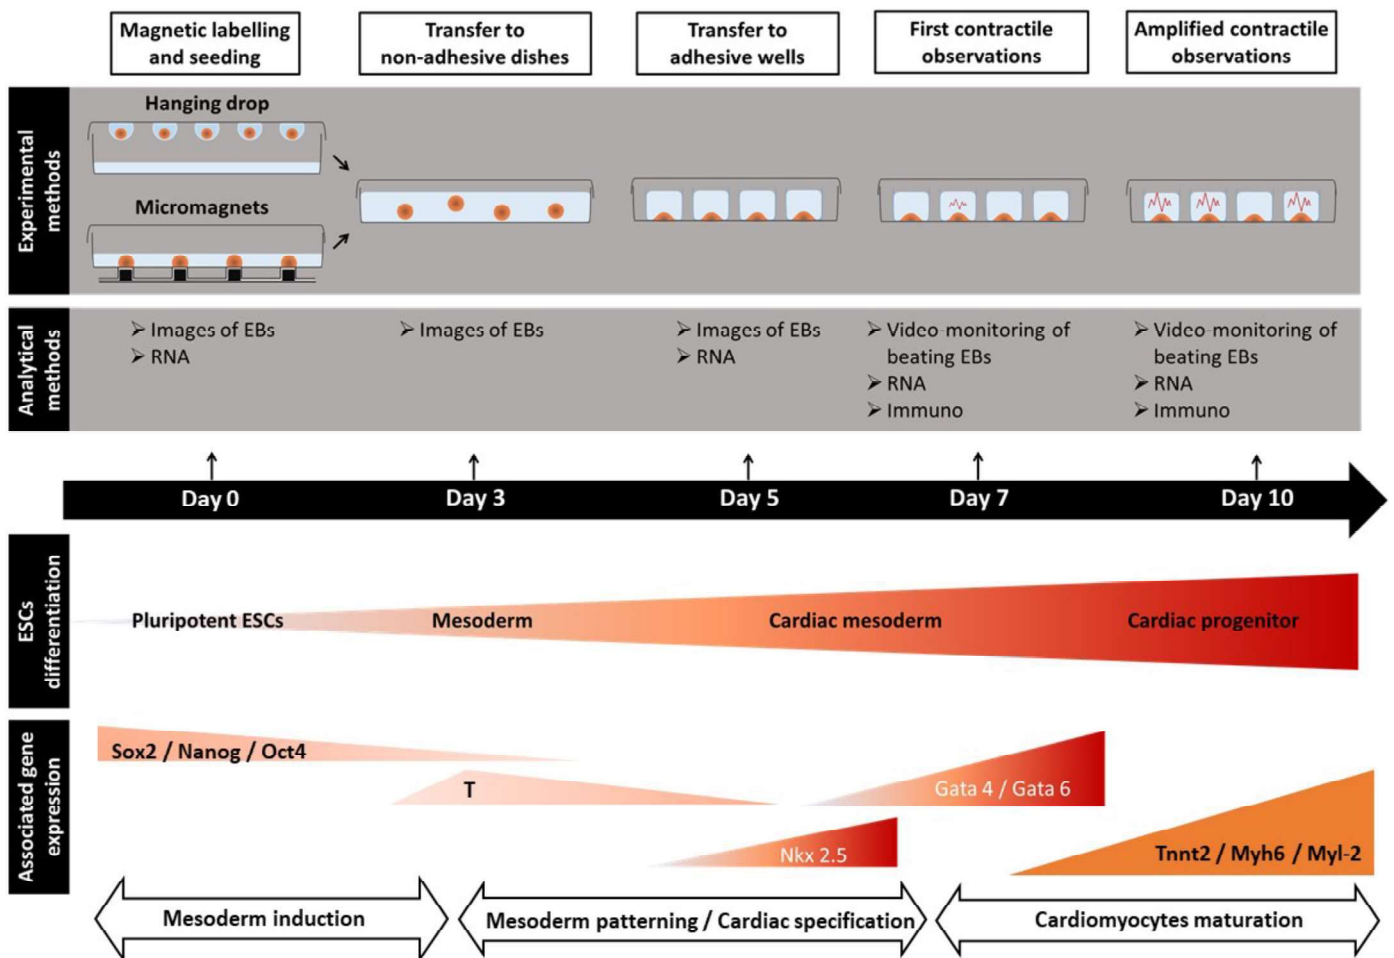 Magnetic labelling
and seeding
Transfer to
non-adhesive dishes
Transfer to
adhesive wells
First contractile
observations
Amplified contractile
observations
Experimental
methods
Hanging drop
Micromagnets
Analytical
methods
➢ Images of EBs
➢ RNA
➢ Images of EBs
➢ Images of EBs
➢ RNA
➢ Video-monitoring of
beating EBs
➢ RNA
➢ Immuno
➢ Video-monitoring of
beating EBs
➢ RNA
➢ Immuno
Day 0
Day 3
Day 5
Day 7
Day 10
ESCs
differentiation
Pluripotent ESCs
Mesoderm
Cardiac mesoderm
Cardiac progenitor
Associated gene
expression
Sox2 / Nanog / Oct4
T
Gata 4 / Gata 6
Nkx 2.5
Tnnt2 / Myh6 / Myl-2
Mesoderm induction
Mesoderm patterning / Cardiac specification
Cardiomyocytes maturation